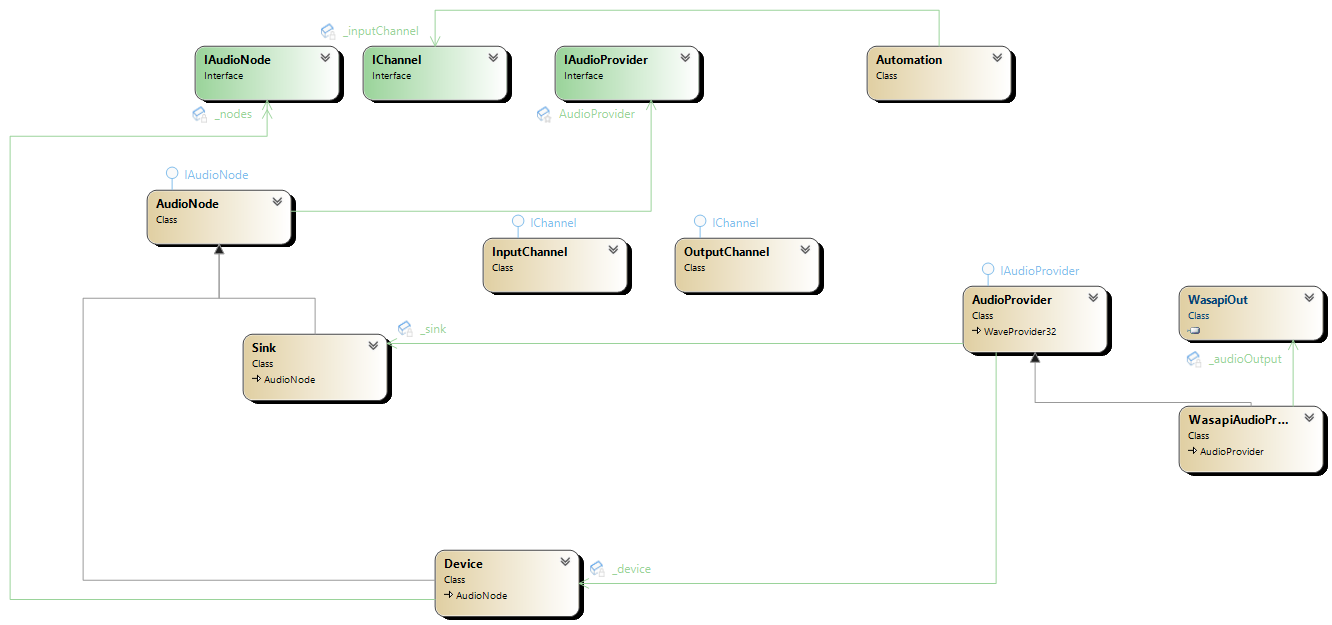 _inputChannel
IAudioNode
Interface
IChannel
Interface
IAudioProvider
Interface
Automation
Class
_nodes
AudioProvider
IAudioNode
AudioNode
Class
IChannel
InputChannel
Class
IChannel
OutputChannel
Class
IAudioProvider
AudioProvider
Class
WaveProvider32
WasapiOut
Class
_sink
Sink
Class
AudioNode
_audioOutput
WasapiAudioPr...
Class
AudioProvider
Device
Class
AudioNode
_device